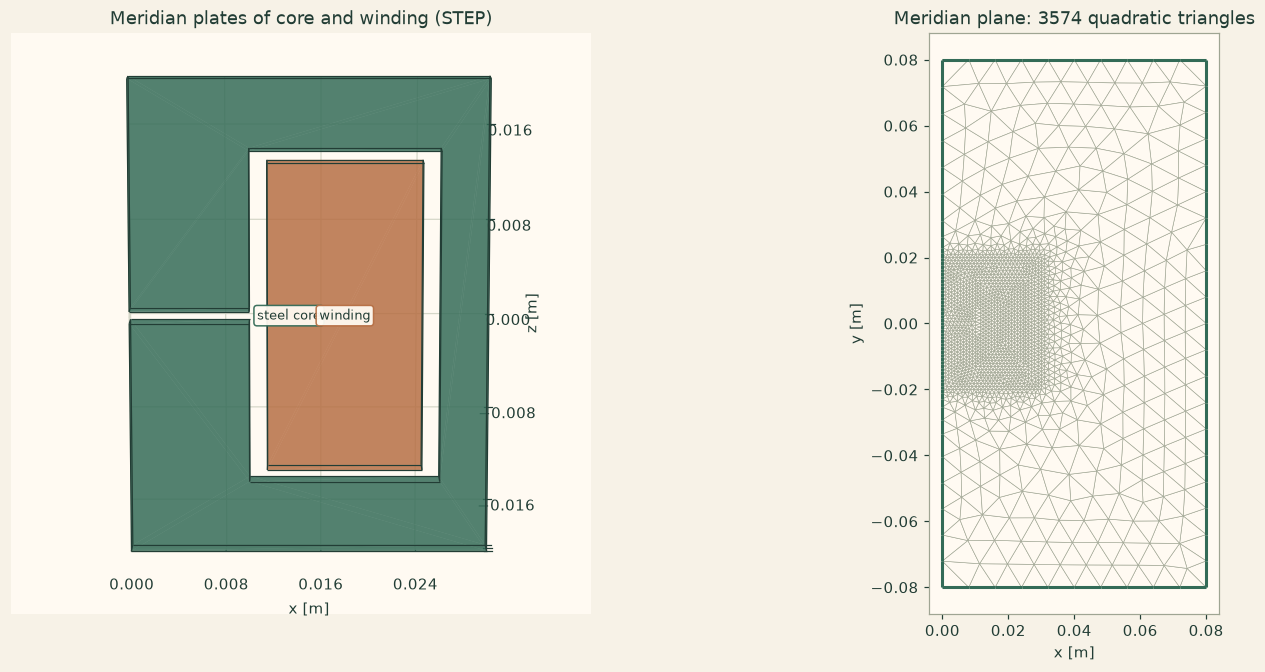 Meridian plates of core and winding (STEP)
0.016
0.008
0.000
z [m]
−0.008
−0.016
steel core
winding
0.000 0.008 0.016 0.024
x [m]
Meridian plane: 3574 quadratic triangles
0.08
0.06
0.04
0.02
0.00
−0.02
−0.04
−0.06
−0.08
y [m]
0.00 0.02 0.04 0.06 0.08
x [m]